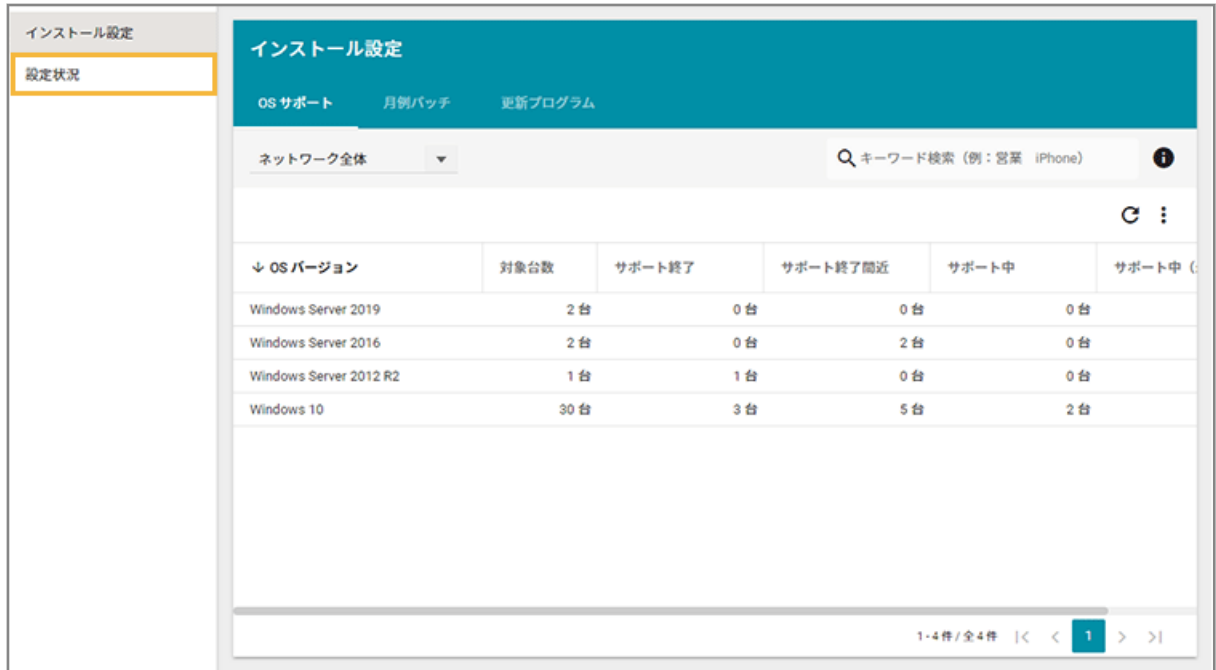 インストール設定
設定状況
インストール設定
OS サポート 月例パッチ 更新プログラム
ネットワーク全体 キーワード検索（例：営業 iPhone）
OS バージョン 対象台数 サポート終了 サポート終了間近 サポート中 サポート中（
Windows Server 2019 2 台 0 台 0 台 0 台
Windows Server 2016 2 台 0 台 2 台 0 台
Windows Server 2012 R2 1 台 1 台 0 台 0 台
Windows 10 30 台 3 台 5 台 2 台
1-4 件 / 全 4 件 1